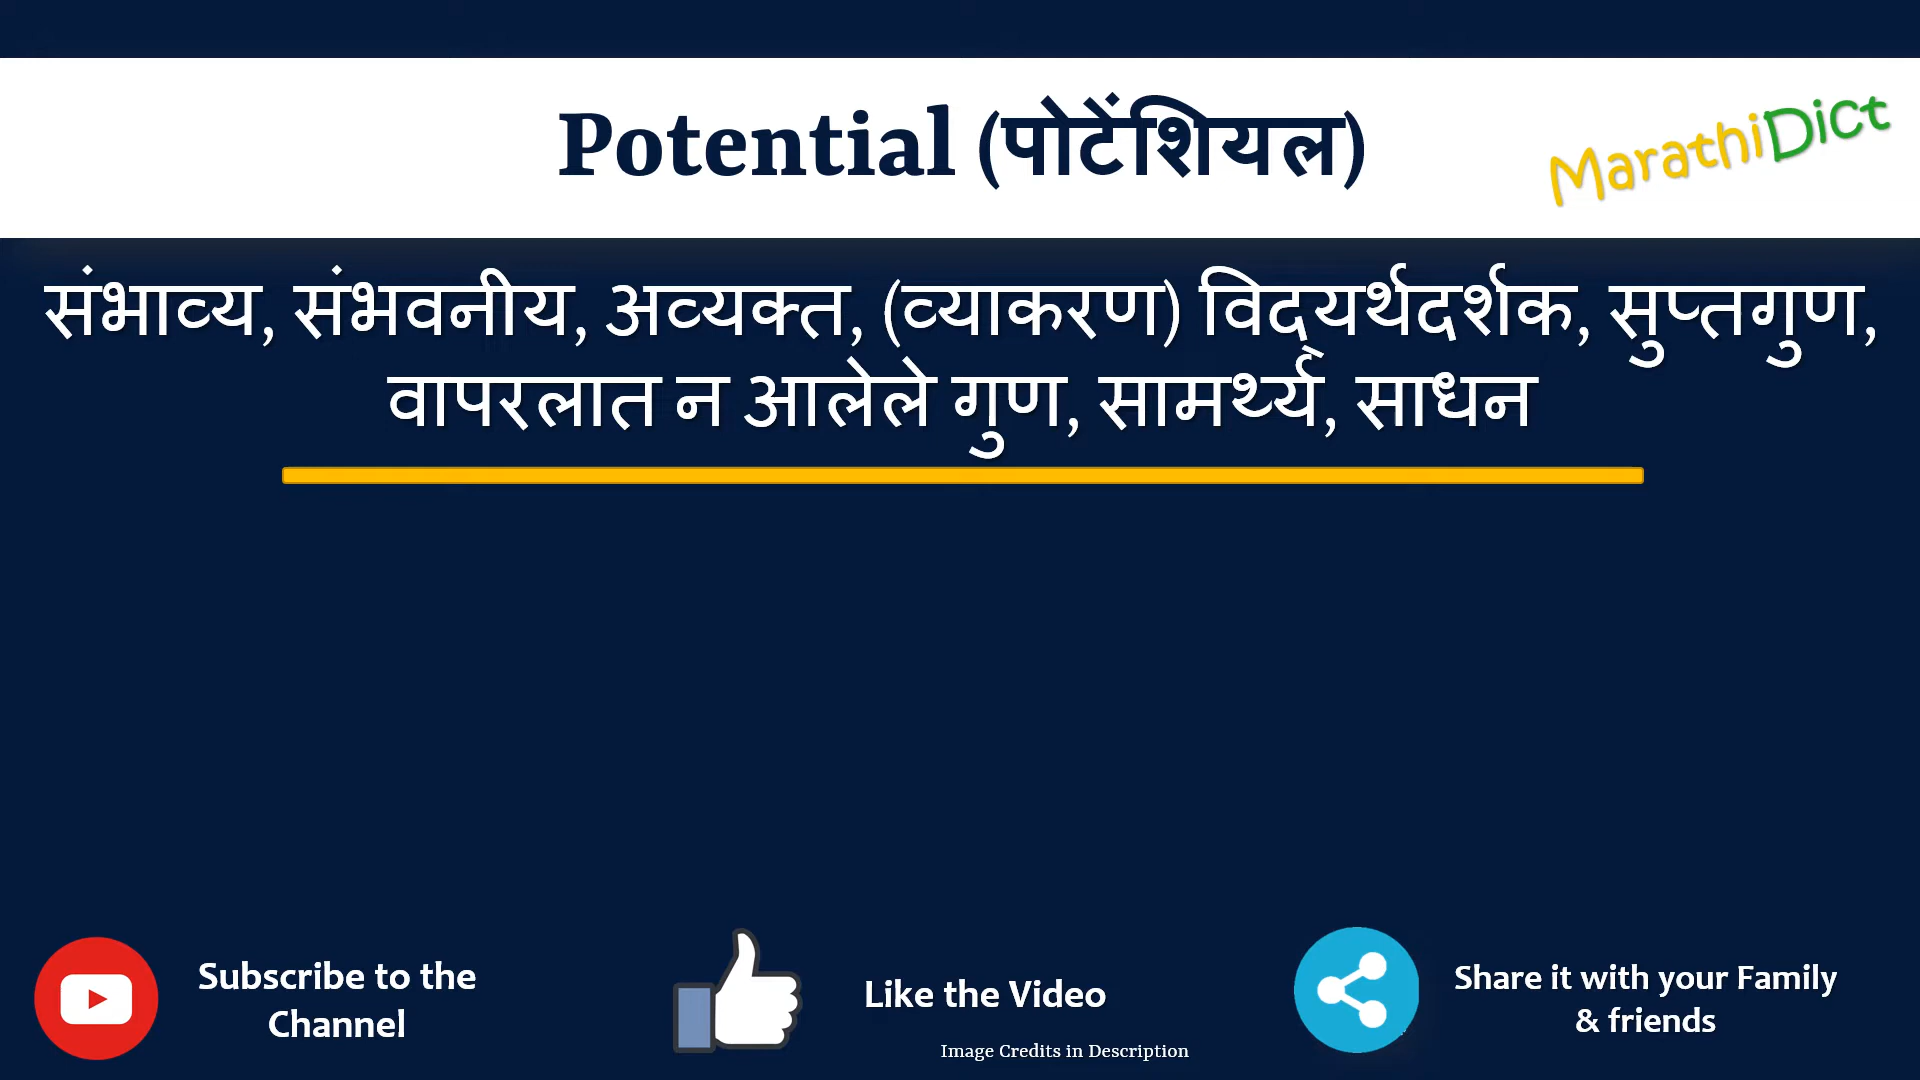 Potential (पोटेंशियल)
MarathiDict
संभाव्य, संभवनीय, अव्यक्त, (व्याकरण) विद्यर्थदर्शक, सुप्तगुण,
वापरलात न आलेले गुण, सामर्थ्य, साधन
Subscribe to the
Channel
Like the Video
Share it with your Family
& friends
Image Credits in Description